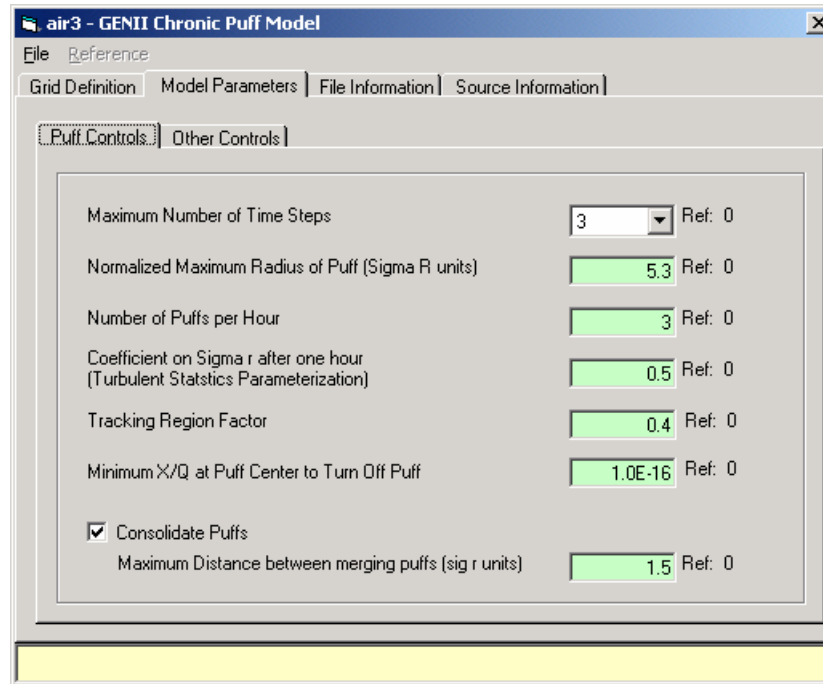 air3 - GENII Chronic Puff Model
File Reference
Grid Definition Model Parameters File Information Source Information
Puff Controls Other Controls
Maximum Number of Time Steps 3 Ref: 0
Normalized Maximum Radius of Puff (Sigma R units) 5.3 Ref: 0
Number of Puffs per Hour 3 Ref: 0
Coefficient on Sigma r after one hour
(Turbulent Statstics Parameterization) 0.5 Ref: 0
Tracking Region Factor 0.4 Ref: 0
Minimum X/Q at Puff Center to Turn Off Puff 1.0E-16 Ref: 0
Consolidate Puffs
Maximum Distance between merging puffs (sig r units) 1.5 Ref: 0